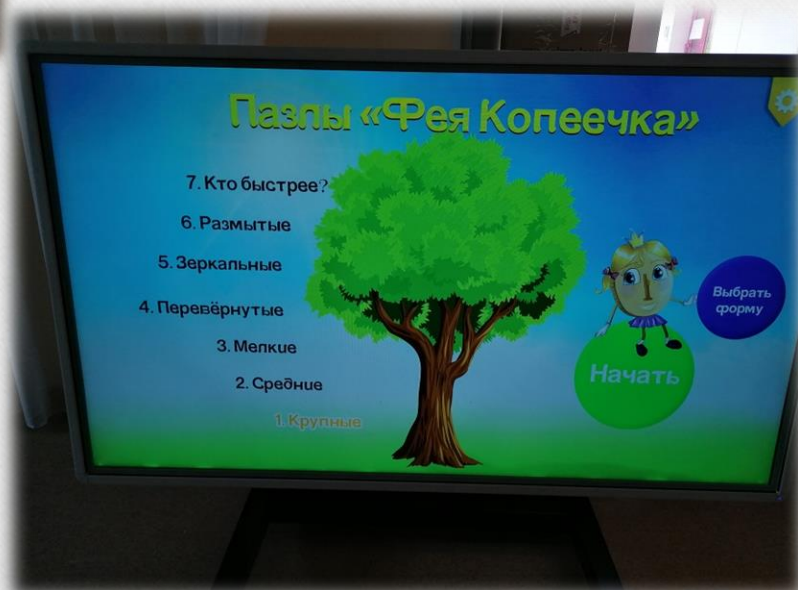 Пазлы «Фея Копеечка»
7. Кто быстрее?
6. Размытые
5. Зеркальные
4. Перевёрнутые
3. Мелкие
2. Средние
1. Крупные
Выбрать
форму
Начать